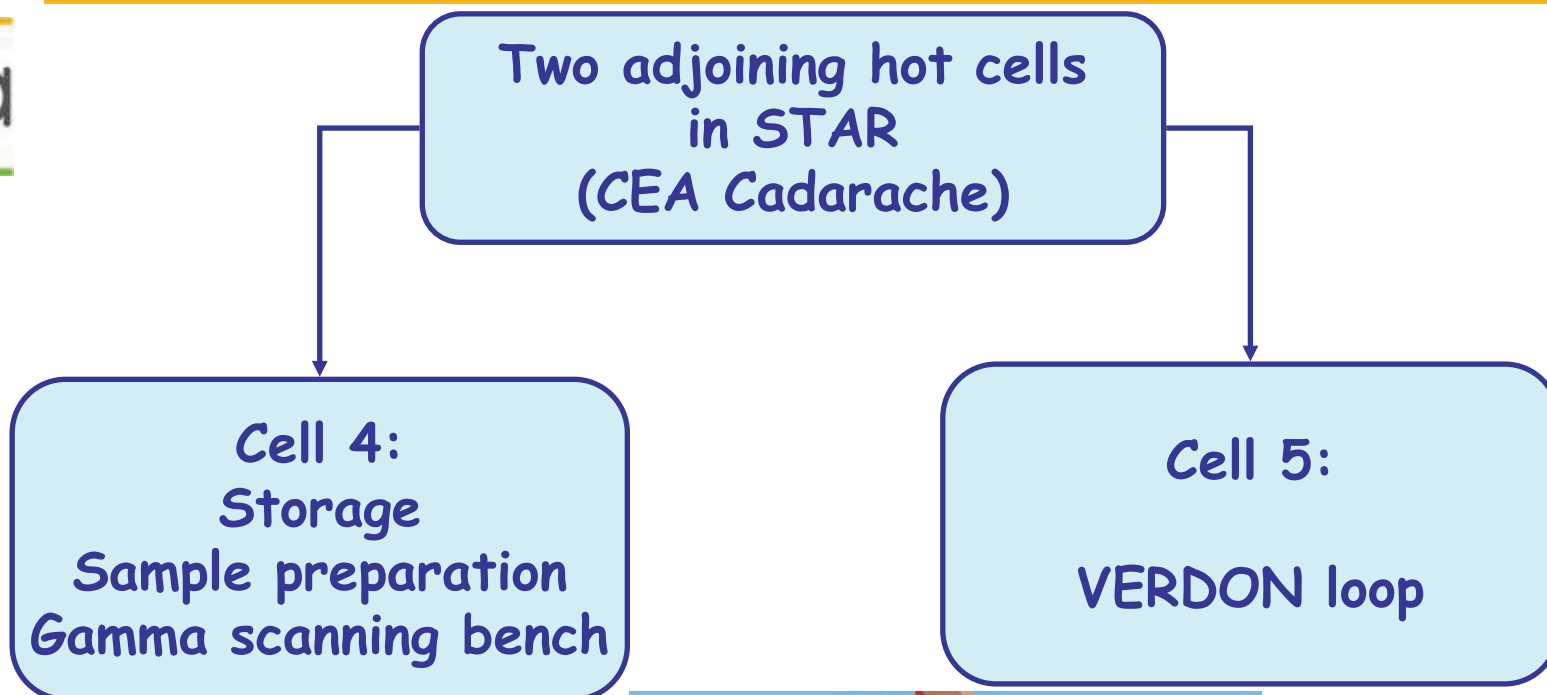 Two adjoining hot cells
in STAR
(CEA Cadarache)
Cell 4:
Storage
Sample preparation
Gamma scanning bench
Cell 5:
VERDON loop